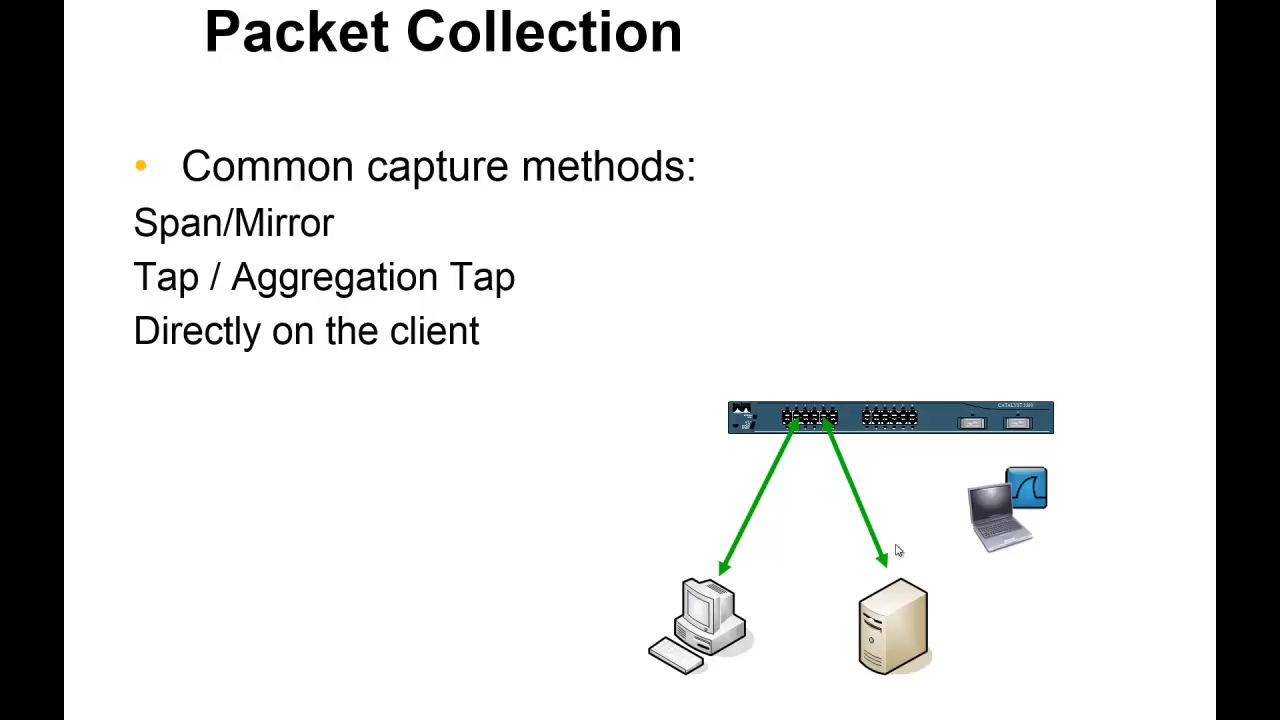 Packet Collection
• Common capture methods:
Span/Mirror
Tap / Aggregation Tap
Directly on the client